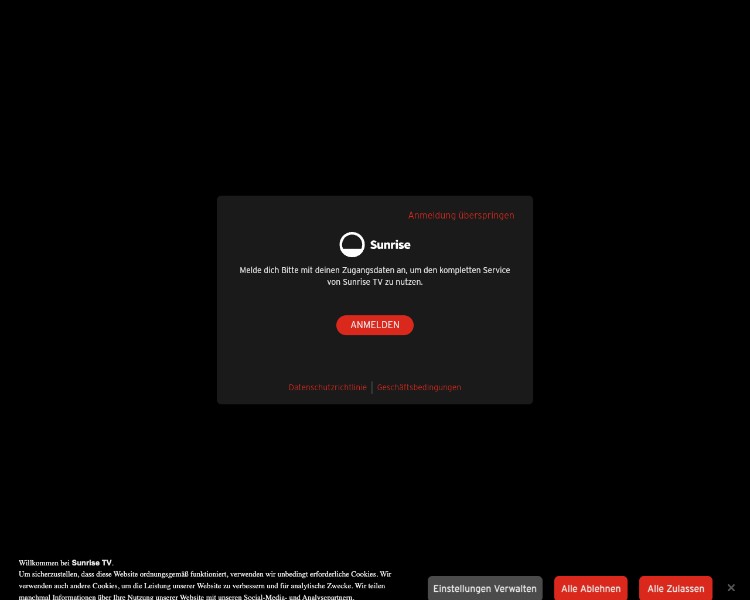 Anmeldung überspringen
Sunrise
Melde dich Bitte mit deinen Zugangsdaten an, um den kompletten Service
von Sunrise TV zu nutzen.
ANMELDEN
Datenschutzrichtlinie | Geschäftsbedingungen
Willkommen bei Sunrise TV.
Um sicherzustellen, dass diese Website ordnungsgemäß funktioniert, verwenden wir unbedingt erforderliche Cookies. Wir
verwenden auch andere Cookies, um die Leistung unserer Website zu verbessern und für analytische Zwecke. Wir teilen
manchmal Informationen über Ihre Nutzung unserer Website mit unseren Social-Media- und Analysepartnern.
Einstellungen Verwalten
Alle Ablehnen
Alle Zulassen